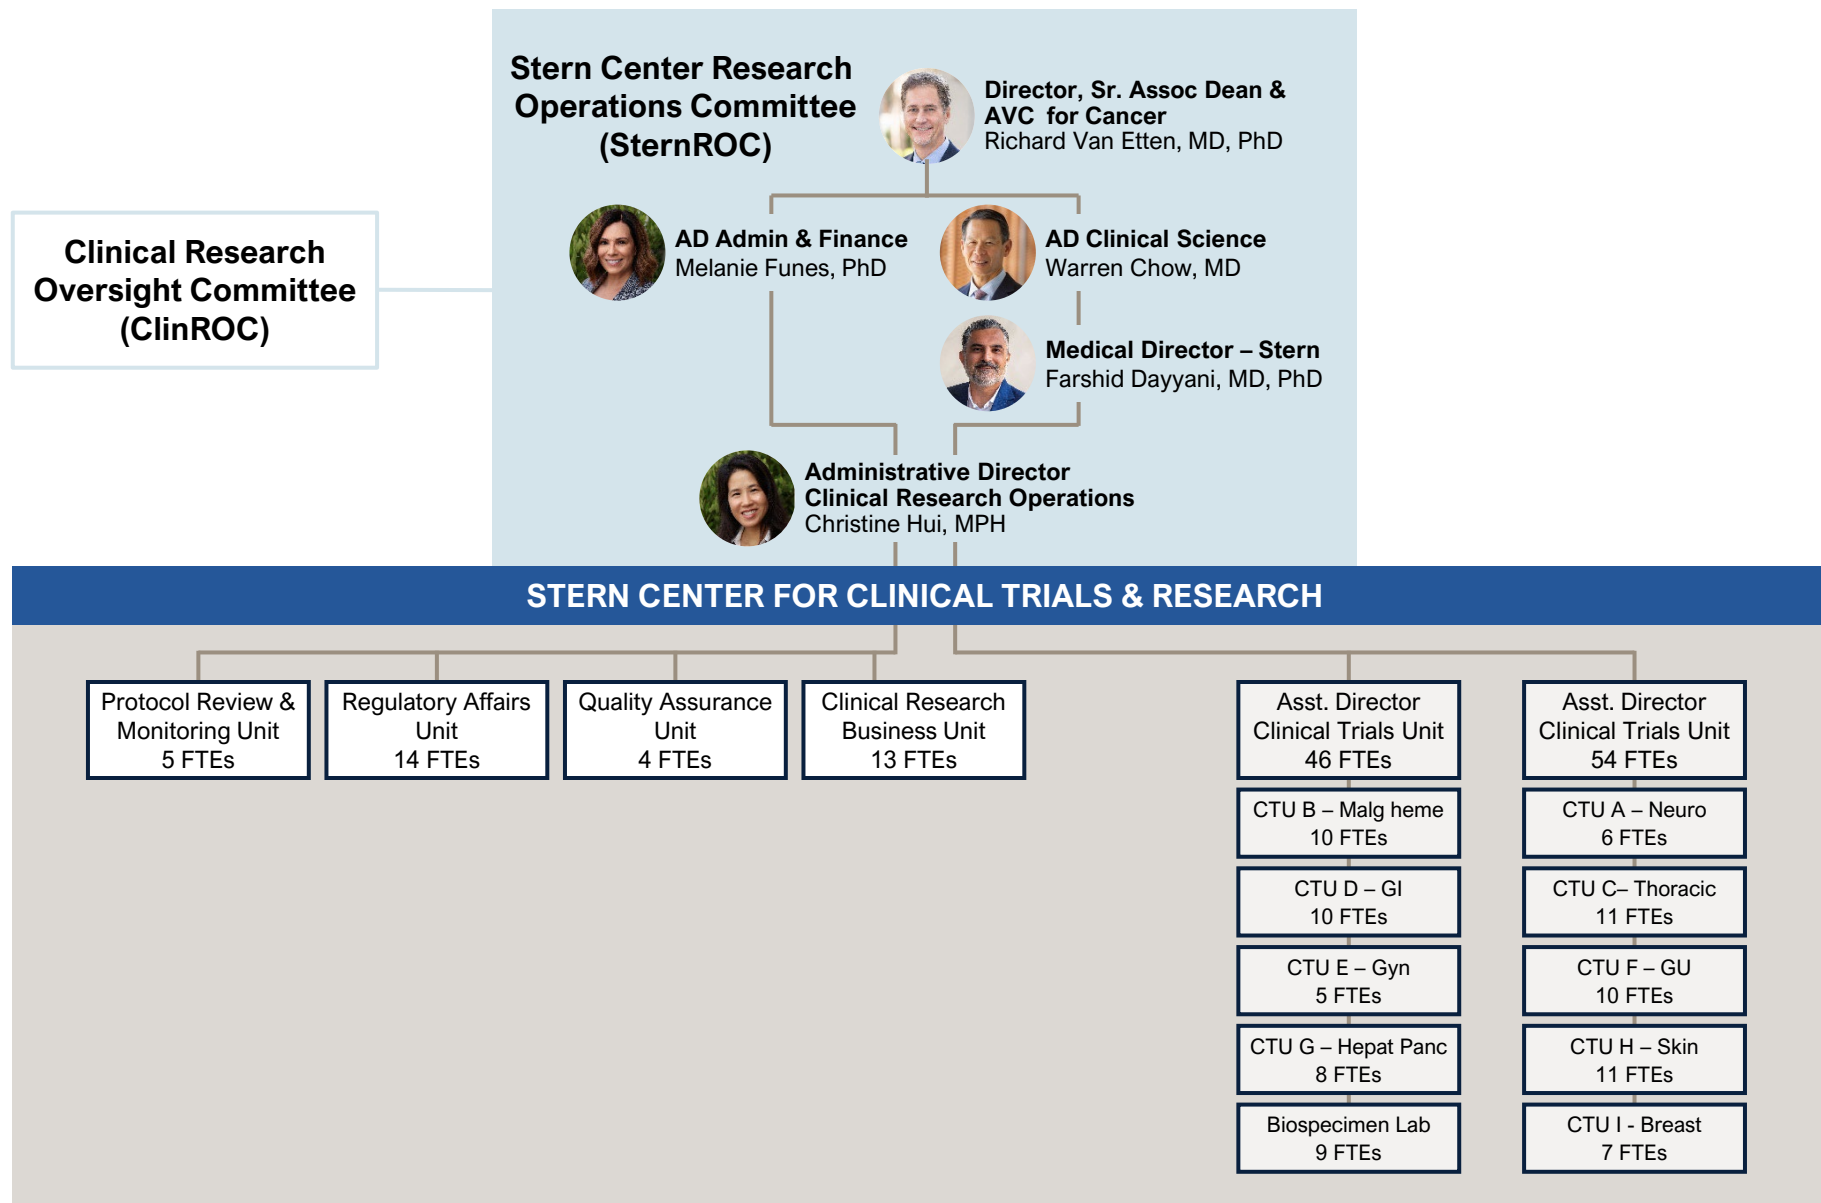 Stern Center Research
Operations Committee
(SternROC)
Director, Sr. Assoc Dean &
AVC for Cancer
Richard Van Etten, MD, PhD
AD Admin & Finance
Melanie Funes, PhD
AD Clinical Science
Warren Chow, MD
Clinical Research
Oversight Committee
(ClinROC)
Medical Director – Stern
Farshid Dayyani, MD, PhD
Administrative Director
Clinical Research Operations
Christine Hui, MPH
STERN CENTER FOR CLINICAL TRIALS & RESEARCH
Protocol Review &
Monitoring Unit
5 FTEs
Regulatory Affairs
Unit
14 FTEs
Quality Assurance
Unit
4 FTEs
Clinical Research
Business Unit
13 FTEs
Asst. Director
Clinical Trials Unit
46 FTEs
CTU B – Malg heme
10 FTEs
CTU D – GI
10 FTEs
CTU E – Gyn
5 FTEs
CTU G – Hepat Panc
8 FTEs
Biospecimen Lab
9 FTEs
Asst. Director
Clinical Trials Unit
54 FTEs
CTU A – Neuro
6 FTEs
CTU C– Thoracic
11 FTEs
CTU F – GU
10 FTEs
CTU H – Skin
11 FTEs
CTU I - Breast
7 FTEs